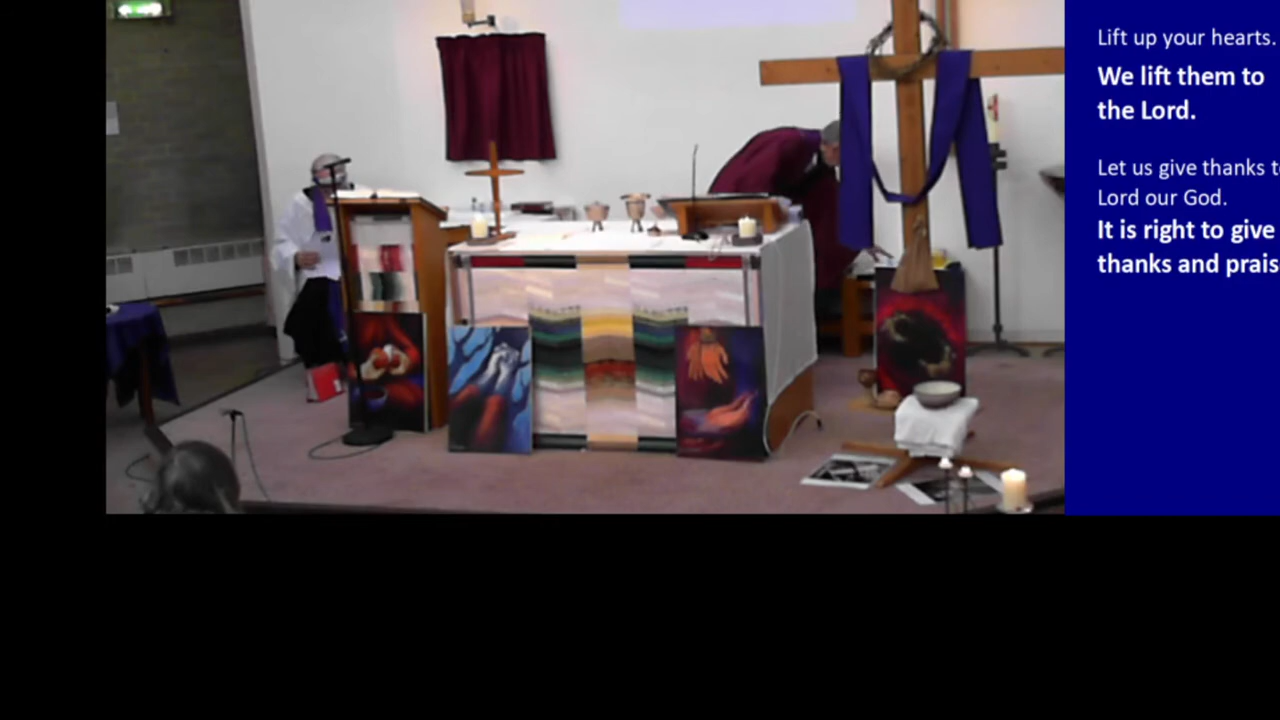 Lift up your hearts.
We lift them to
the Lord.
Let us give thanks t
Lord our God.
It is right to give
thanks and prais